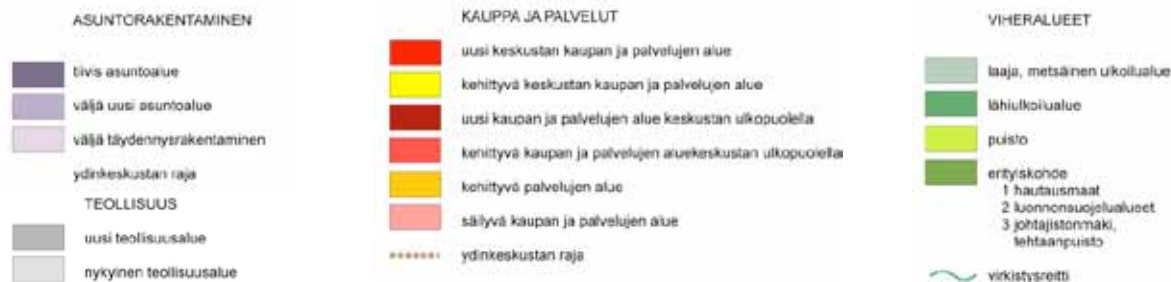 ASUNTORAKENTAMINEN
tiivis asuntoalue
väljä uusi asuntoalue
väljä täydennysrakentaminen
ydinkeskustan raja
TEOLLISUUS
uusi teollisuusalue
nykyinen teollisuusalue
KAUPPA JA PALVELUT
uusi keskustan kaupan ja palvelujen alue
kehittyvä keskustan kaupan ja palvelujen alue
uusi kaupan ja palvelujen alue keskustan ulkopuolella
kehittyvä kaupan ja palvelujen aluekeskustan ulkopuolella
kehittyvä palvelujen alue
säilyvä kaupan ja palvelujen alue
ydinkeskustan raja
VIHERALUEET
laaja, metsäinen ulkoilualue
lähiulkoilualue
puisto
erityiskohde
1 hautausmaat
2 luonnonsuojelualueet
3 johtajistonmäki,
tehtaanpuisto
virkistysreitti